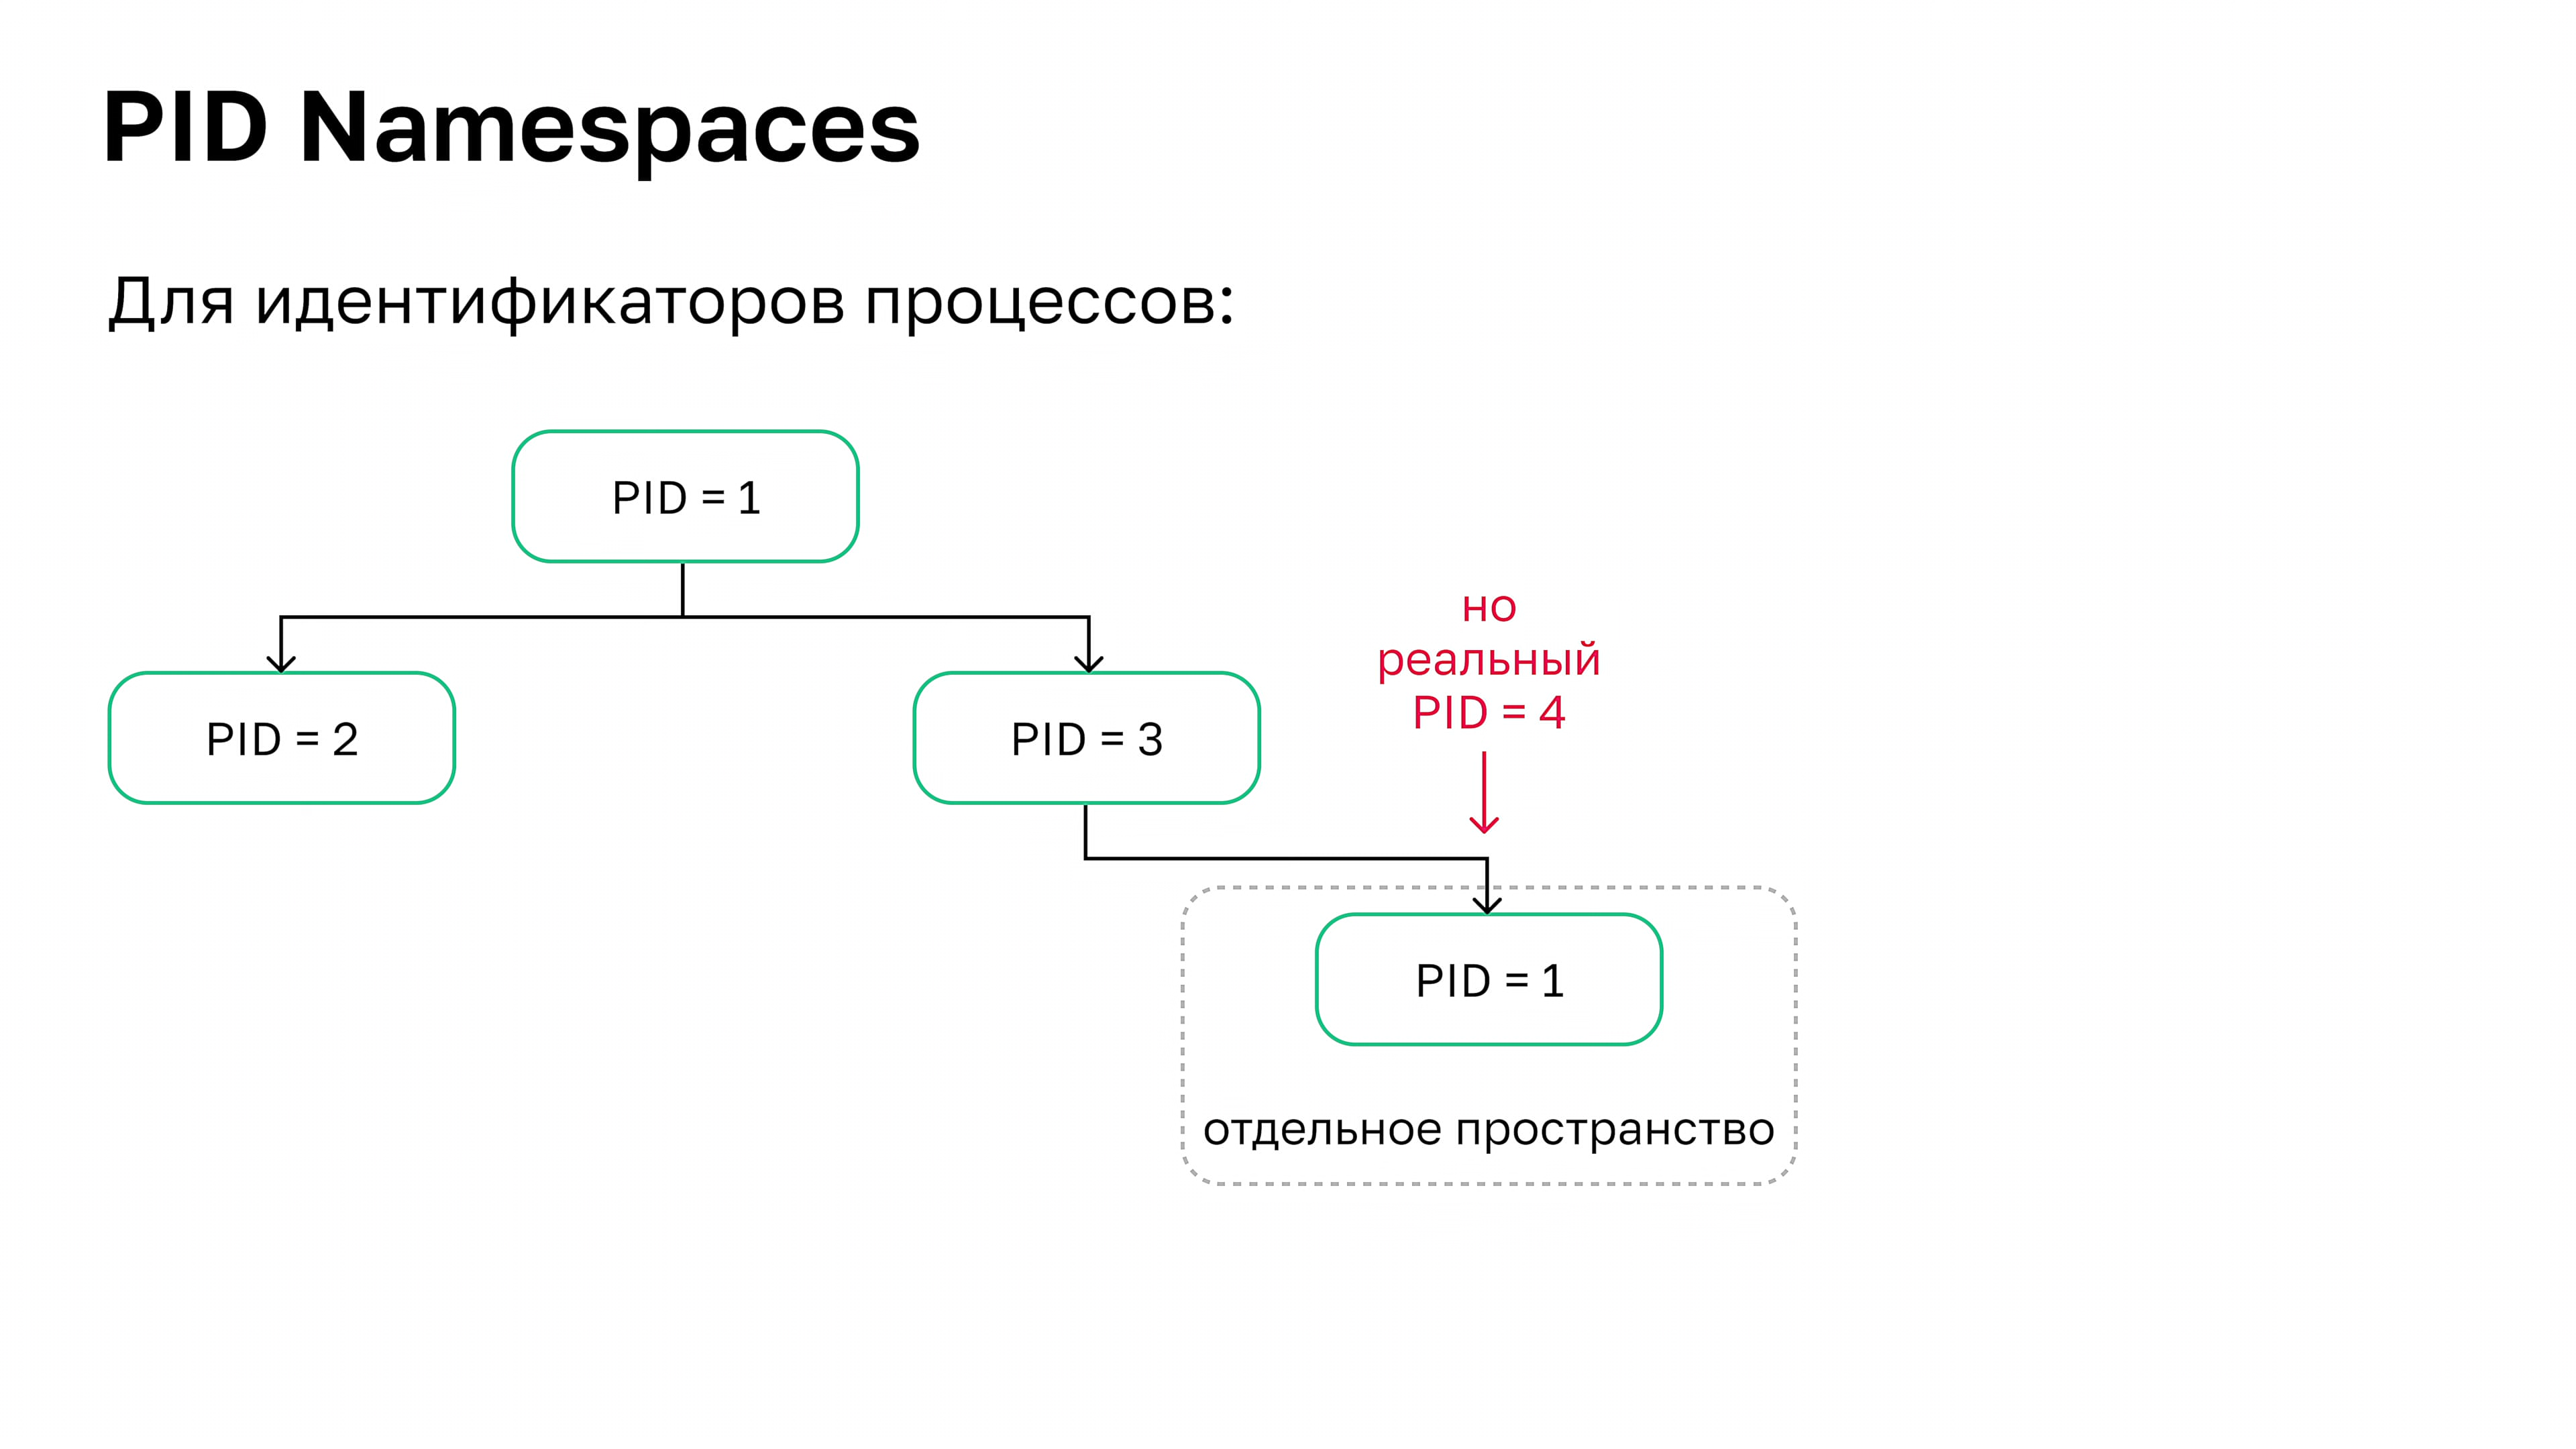 PID Namespaces
Для идентификаторов процессов:
PID = 1
PID = 2
PID = 3
но
реальный
PID = 4
PID = 1
отдельное пространство